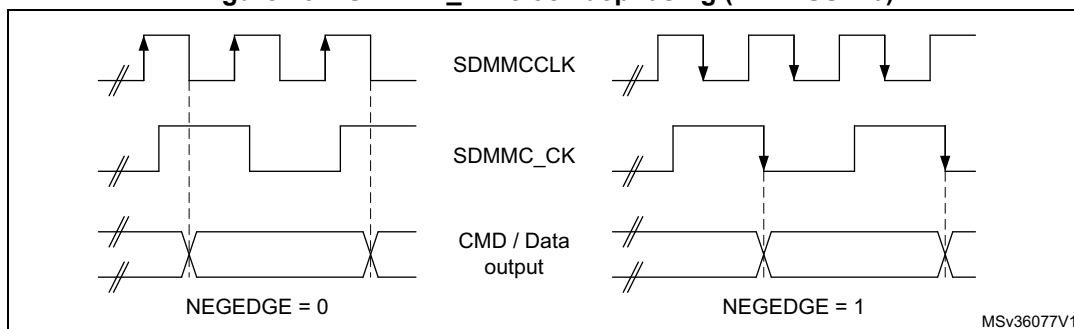 SDMMCCLK
SDMMC_CK
CMD / Data
output
NEGEDGE = 0
NEGEDGE = 1
MSv36077V1